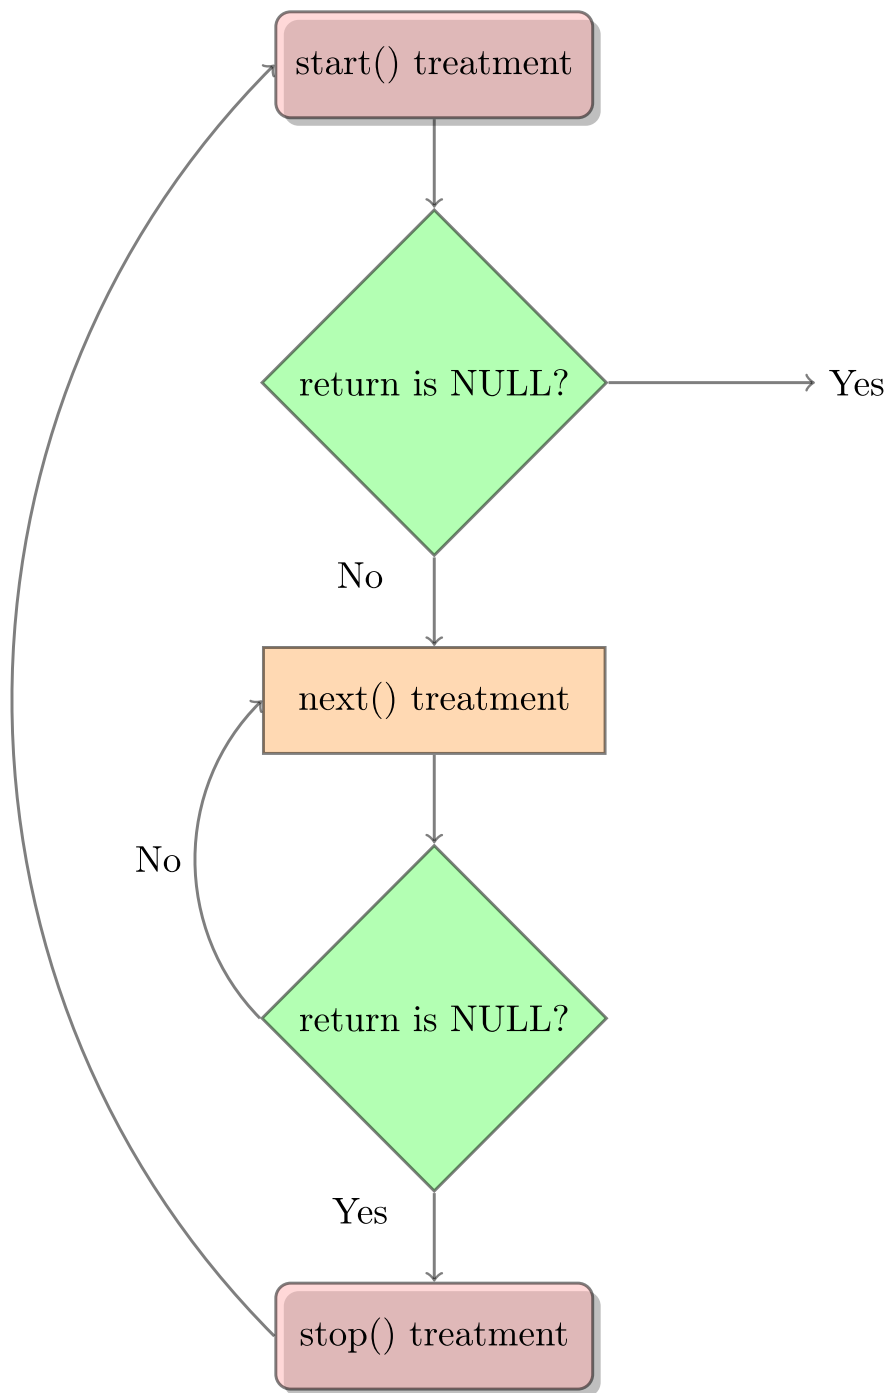 start() treatment
return is NULL?
Yes
No
next() treatment
No
return is NULL?
Yes
stop() treatment